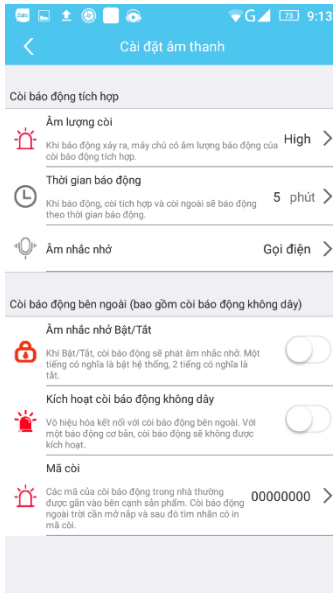 Zalo G 73 9:13
Cài đặt âm thanh
Còi báo động tích hợp
Âm lượng còi
Khi báo động xảy ra, máy chủ có âm lượng báo động của
còi báo động tích hợp.
High
Thời gian báo động
Khi báo động, còi tích hợp và còi ngoài sẽ báo động
theo thời gian báo động.
5 phút
Âm nhắc nhở Gọi điện
Còi báo động bên ngoài (bao gồm còi báo động không dây)
Âm nhắc nhở Bật/Tắt
Khi Bật/Tắt, còi báo động sẽ phát âm nhắc nhở. Một
tiếng có nghĩa là bật hệ thống, 2 tiếng có nghĩa là
tắt.
Kích hoạt còi báo động không dây
Vô hiệu hóa kết nối với còi báo động bên ngoài. Với
một báo động cơ bản, còi báo động sẽ không được
kích hoạt.
Mã còi
Các mã của còi báo động trong nhà thường
được gắn vào bên cạnh sản phẩm. Còi báo động
ngoài trời cần mở nắp và sau đó tìm nhãn có in
mã còi.
00000000